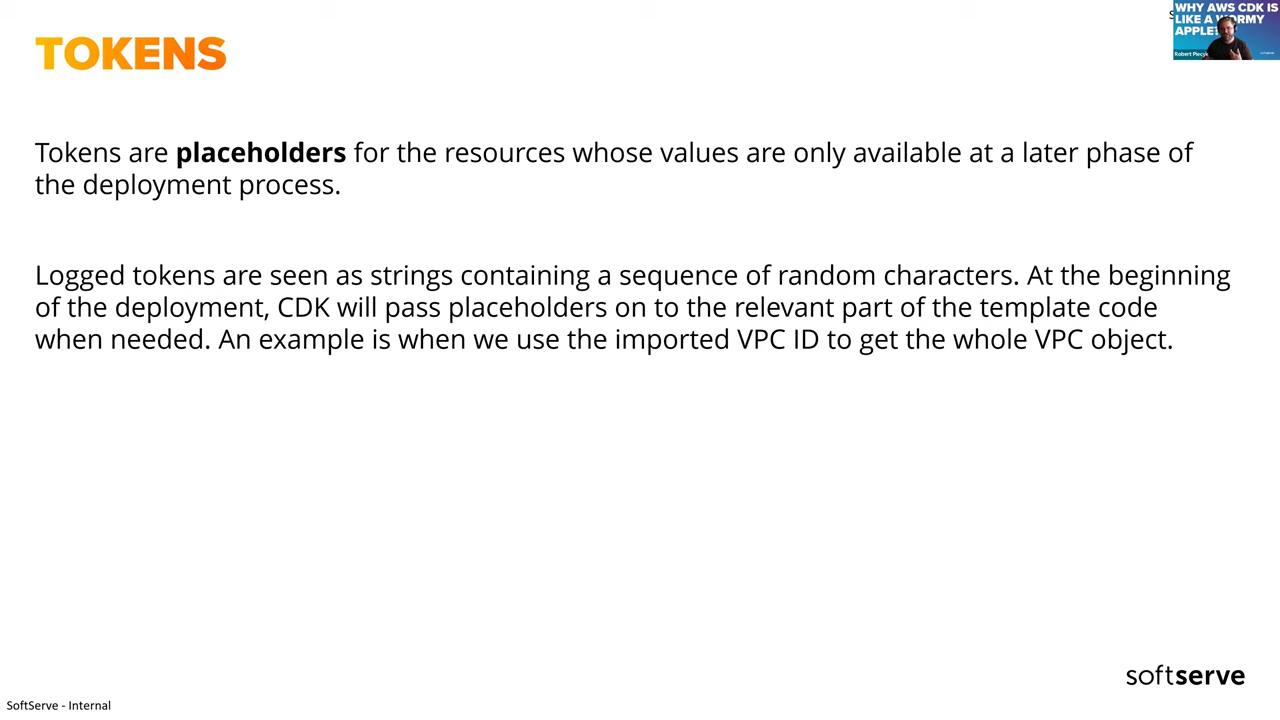 TOKENS
WHY AWS CDK IS
LIKE A WORMY
APPLE?
Tokens are placeholders for the resources whose values are only available at a later phase of
the deployment process.
Logged tokens are seen as strings containing a sequence of random characters. At the beginning
of the deployment, CDK will pass placeholders on to the relevant part of the template code
when needed. An example is when we use the imported VPC ID to get the whole VPC object.
softserve
SoftServe - Internal